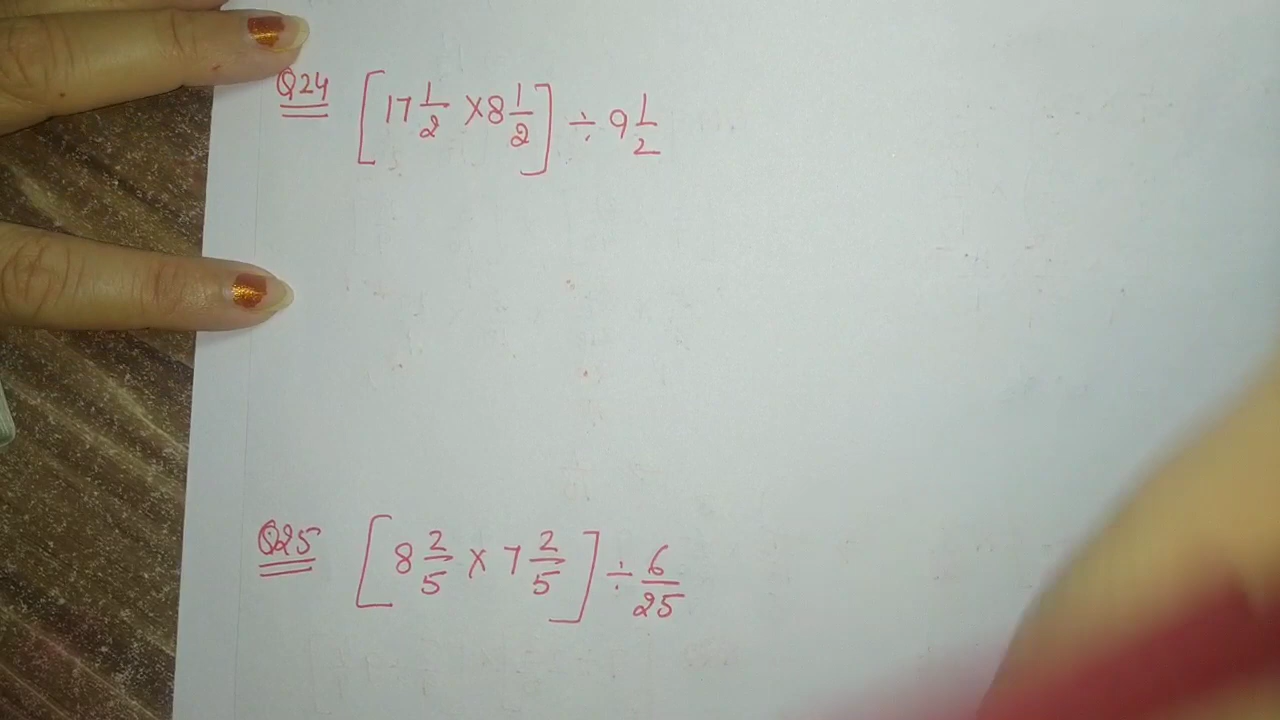 Q24 [17 1/2 × 8 1/2] ÷ 9 1/2
Q25 [8 2/5 × 7 2/5] ÷ 6/25